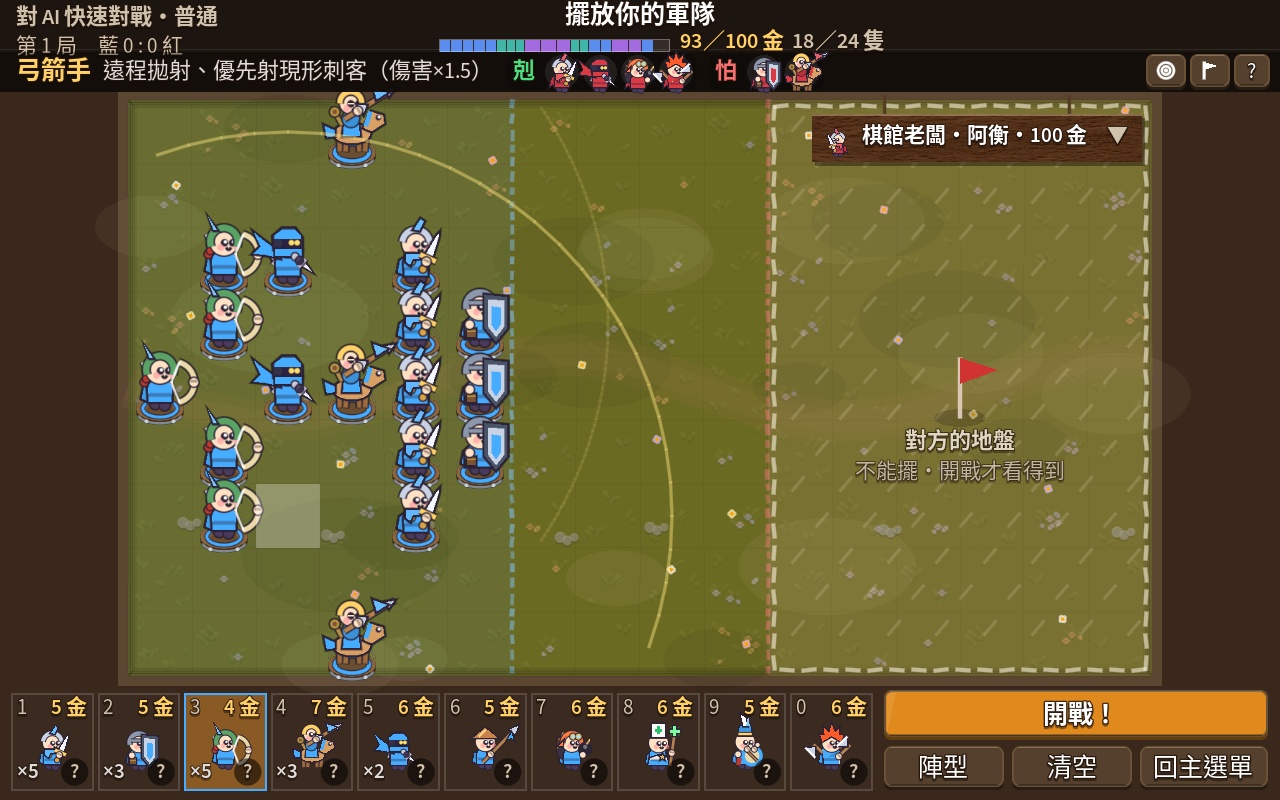 對 AI 快速對戰・普通
擺放你的軍隊
第 1 局 藍 0 : 0 紅
93／100 金 18／24 隻
弓箭手 遠程拋射、優先射現形刺客（傷害×1.5） 剋 怕
?
棋館老闆・阿衡・100 金
對方的地盤
不能擺・開戰才看得到
1 5 金 ×5 ?
2 5 金 ×3 ?
3 4 金 ×5 ?
4 7 金 ×3 ?
5 6 金 ×2 ?
6 5 金 ?
7 6 金 ?
8 6 金 ?
9 5 金 ?
0 6 金 ?
開戰！
陣型 清空 回主選單